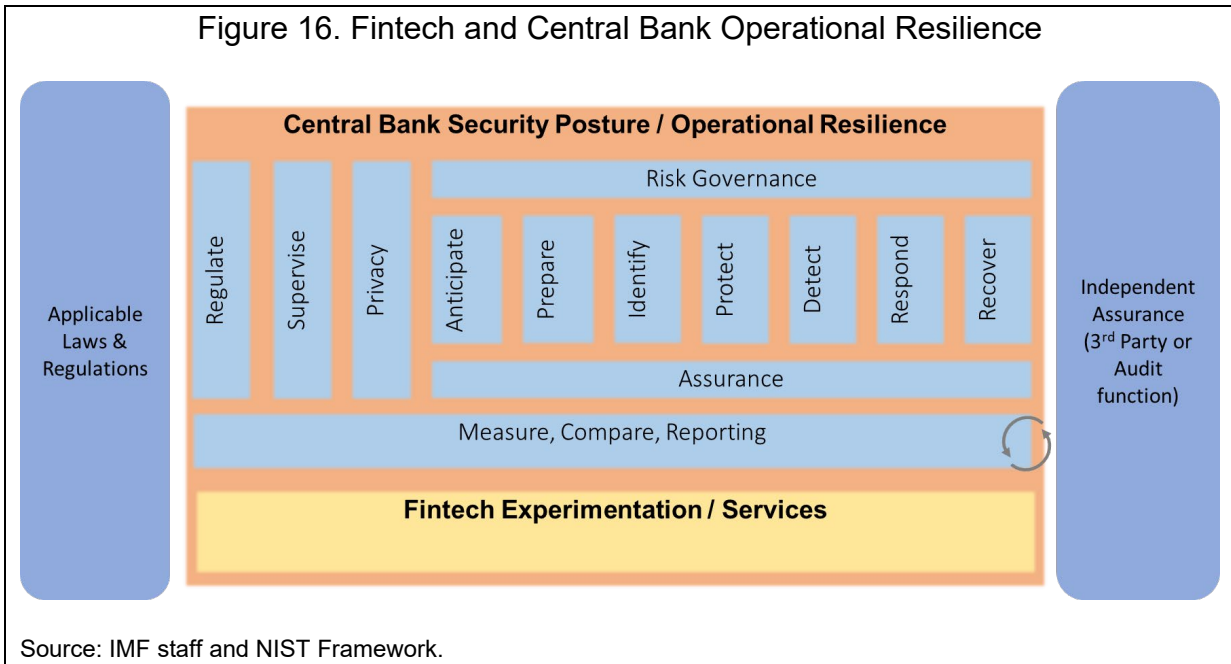 Figure 16. Fintech and Central Bank Operational Resilience
Applicable
Laws &
Regulations
Central Bank Security Posture / Operational Resilience
Regulate
Supervise
Privacy
Risk Governance
Anticipate
Prepare
Identify
Protect
Detect
Respond
Recover
Assurance
Measure, Compare, Reporting
Fintech Experimentation / Services
Independent
Assurance
(3rd Party or
Audit
function)
Source: IMF staff and NIST Framework.